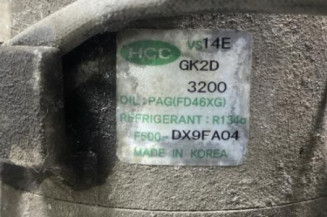 HCC VS14E
GK2D
3200
OIL:PAG(FD46XG)
REFRIGERANT:R134a
F500-DX9FA04
MADE IN KOREA